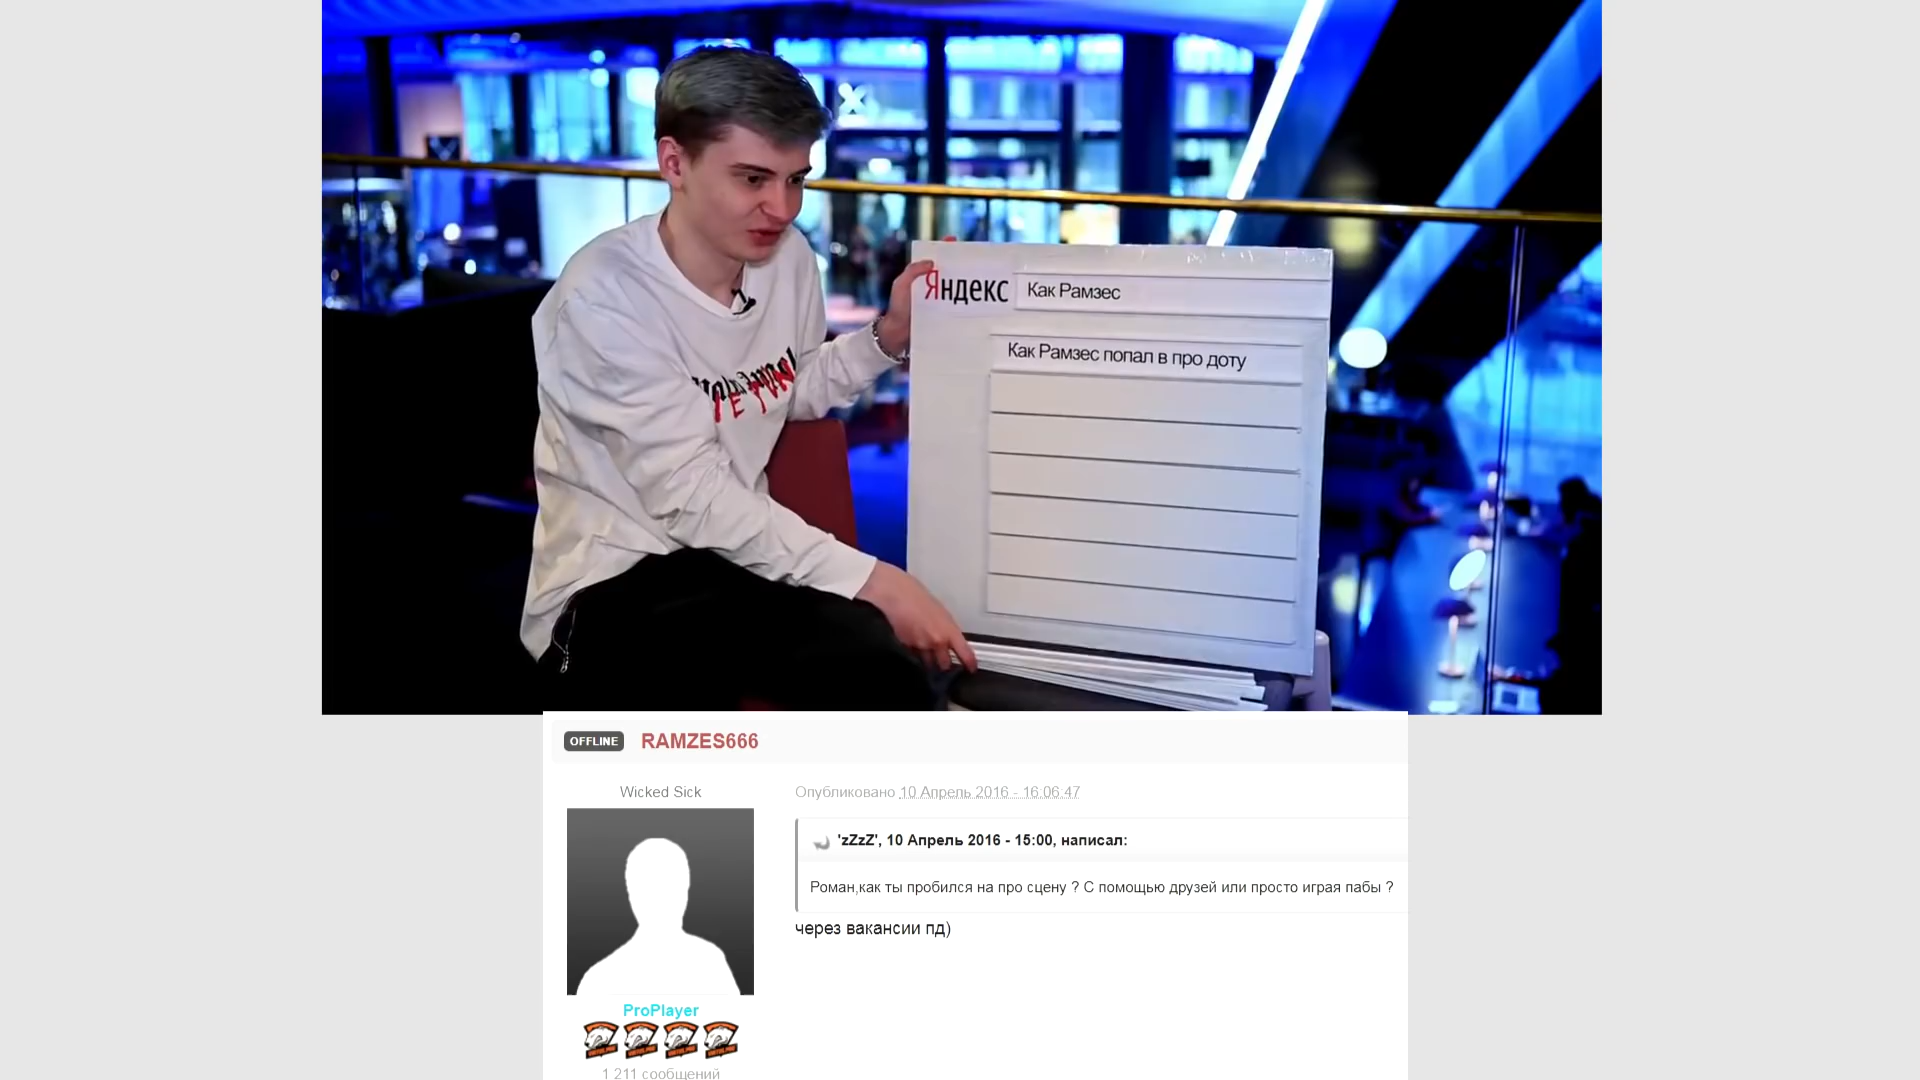 Яндекс
Как Рамзес
Как Рамзес попал в про доту
OFFLINE
RAMZES666
Wicked Sick
Опубликовано 10 Апрель 2016 - 16:06:47
'zZzZ', 10 Апрель 2016 - 15:00, написал:
Роман,как ты пробился на про сцену ? С помощью друзей или просто играя пабы ?
через вакансии пд)
ProPlayer
1 211 сообщений